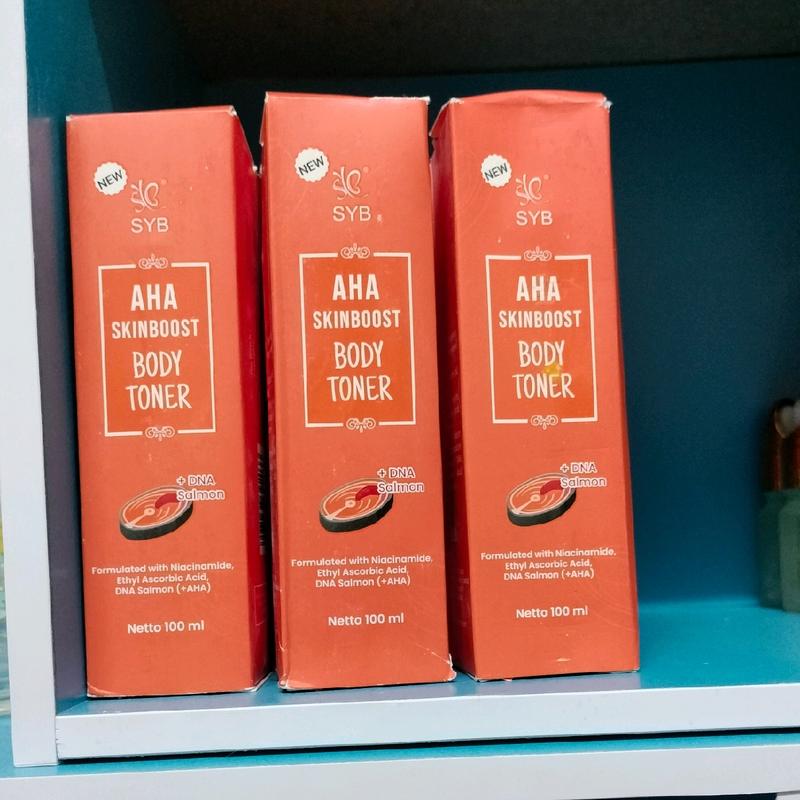 NEW
SYB
AHA
SKINBOOST
BODY
TONER
+ DNA
Salmon
Formulated with Niacinamide,
Ethyl Ascorbic Acid,
DNA Salmon (+AHA)
Netto 100 ml
NEW
SYB
AHA
SKINBOOST
BODY
TONER
+ DNA
Salmon
Formulated with Niacinamide,
Ethyl Ascorbic Acid,
DNA Salmon (+AHA)
Netto 100 ml
NEW
SYB
AHA
SKINBOOST
BODY
TONER
+ DNA
Salmon
Formulated with Niacinamide,
Ethyl Ascorbic Acid,
DNA Salmon (+AHA)
Netto 100 ml